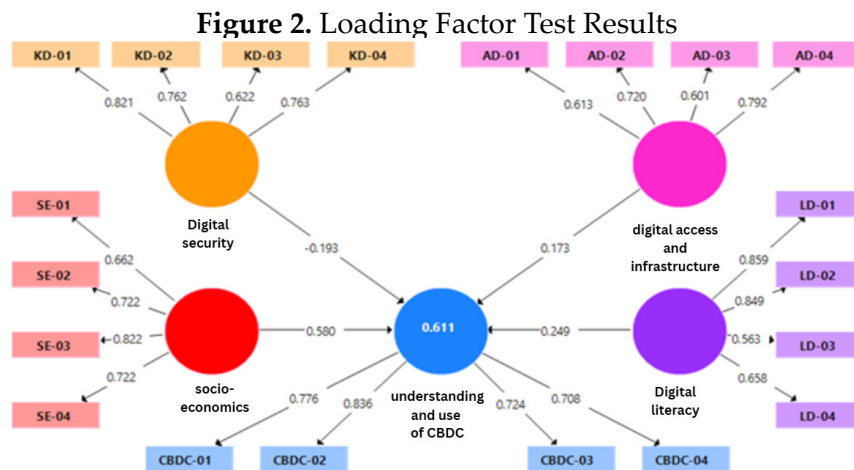 Figure 2. Loading Factor Test Results
KD-01 KD-02 KD-03 KD-04 AD-01 AD-02 AD-03 AD-04
0.821 0.762 0.622 0.763 0.613 0.720 0.601 0.792
SE-01 LD-01
Digital
security
digital access
and
infrastructure
-0.193 0.173
0.662 0.859
SE-02 LD-02
0.722 0.849
SE-03 0.822 0.580 0.611 0.249 0.563 LD-03
0.722 0.658
socio-
economics
understanding
and use
of CBDC
Digital
literacy
SE-04 LD-04
0.776 0.836 0.724 0.708
CBDC-01 CBDC-02 CBDC-03 CBDC-04